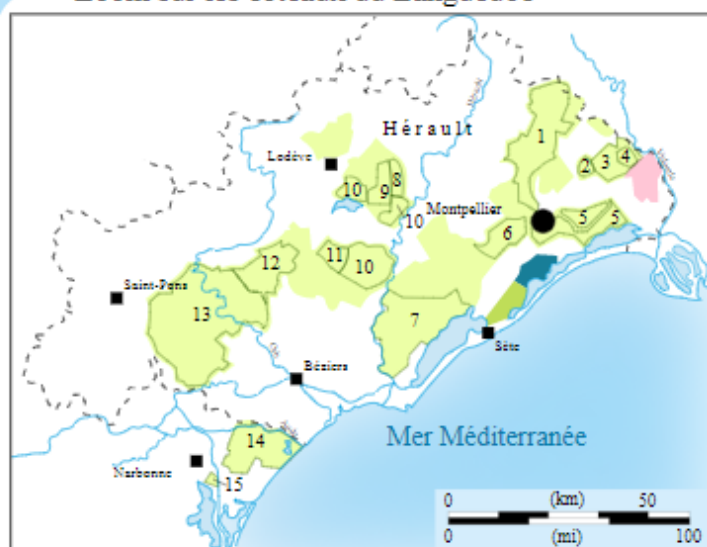 Hérault
1
2 3 4
Lodève
10 9 8
10
Montpellier
5 5
6
12
11 10
Saint-Pons
13
7
Sète
Orb
Béziers
14
Mer Méditerranée
Narbonne
15
0 (km) 50
0 (mi) 100